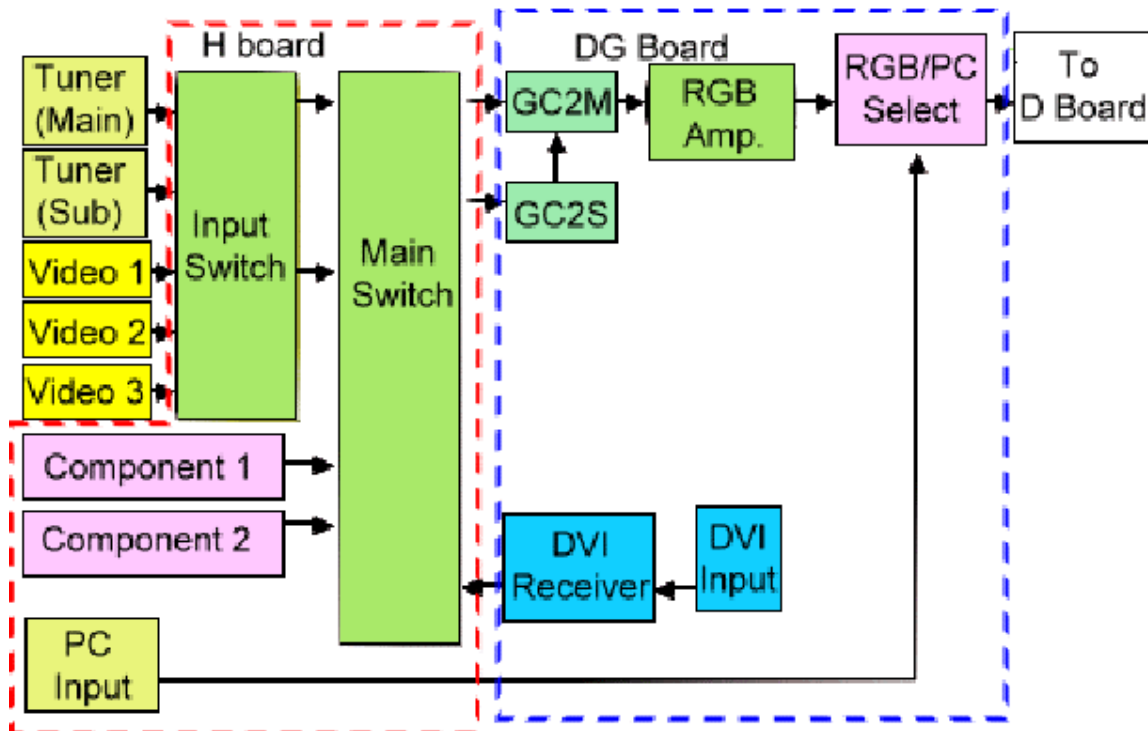 H board
DG Board
Tuner
(Main)
Tuner
(Sub)
Video 1
Video 2
Video 3
Input
Switch
Main
Switch
GC2M
GC2S
RGB
Amp.
RGB/PC
Select
To
D Board
Component 1
Component 2
DVI
Receiver
DVI
Input
PC
Input